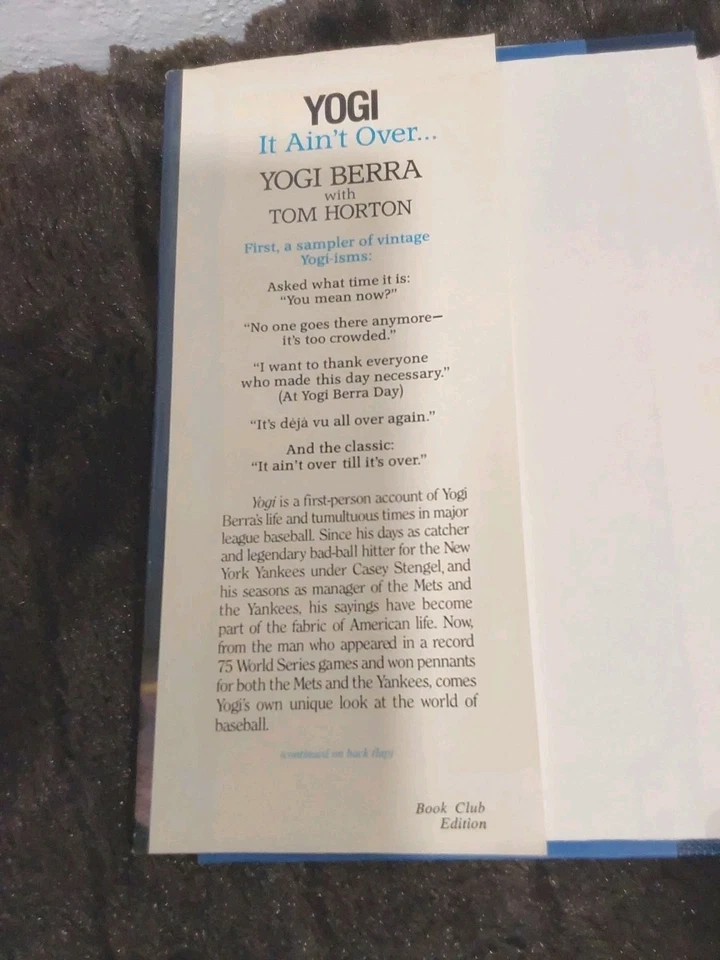 YOGI
It Ain't Over...
YOGI BERRA
with
TOM HORTON
First, a sampler of vintage
Yogi-isms:
Asked what time it is:
"You mean now?"
"No one goes there anymore—
it's too crowded."
"I want to thank everyone
who made this day necessary."
(At Yogi Berra Day)
"It's déjá vu all over again."
And the classic:
"It ain't over till it's over."
Yogi is a first-person account of Yogi
Berra's life and tumultuous times in major
league baseball. Since his days as catcher
and legendary bad-ball hitter for the New
York Yankees under Casey Stengel, and
his seasons as manager of the Mets and
the Yankees, his sayings have become
part of the fabric of American life. Now,
from the man who appeared in a record
75 World Series games and won pennants
for both the Mets and the Yankees, comes
Yogi's own unique look at the world of
baseball.
(continued on back flap)
Book Club
Edition